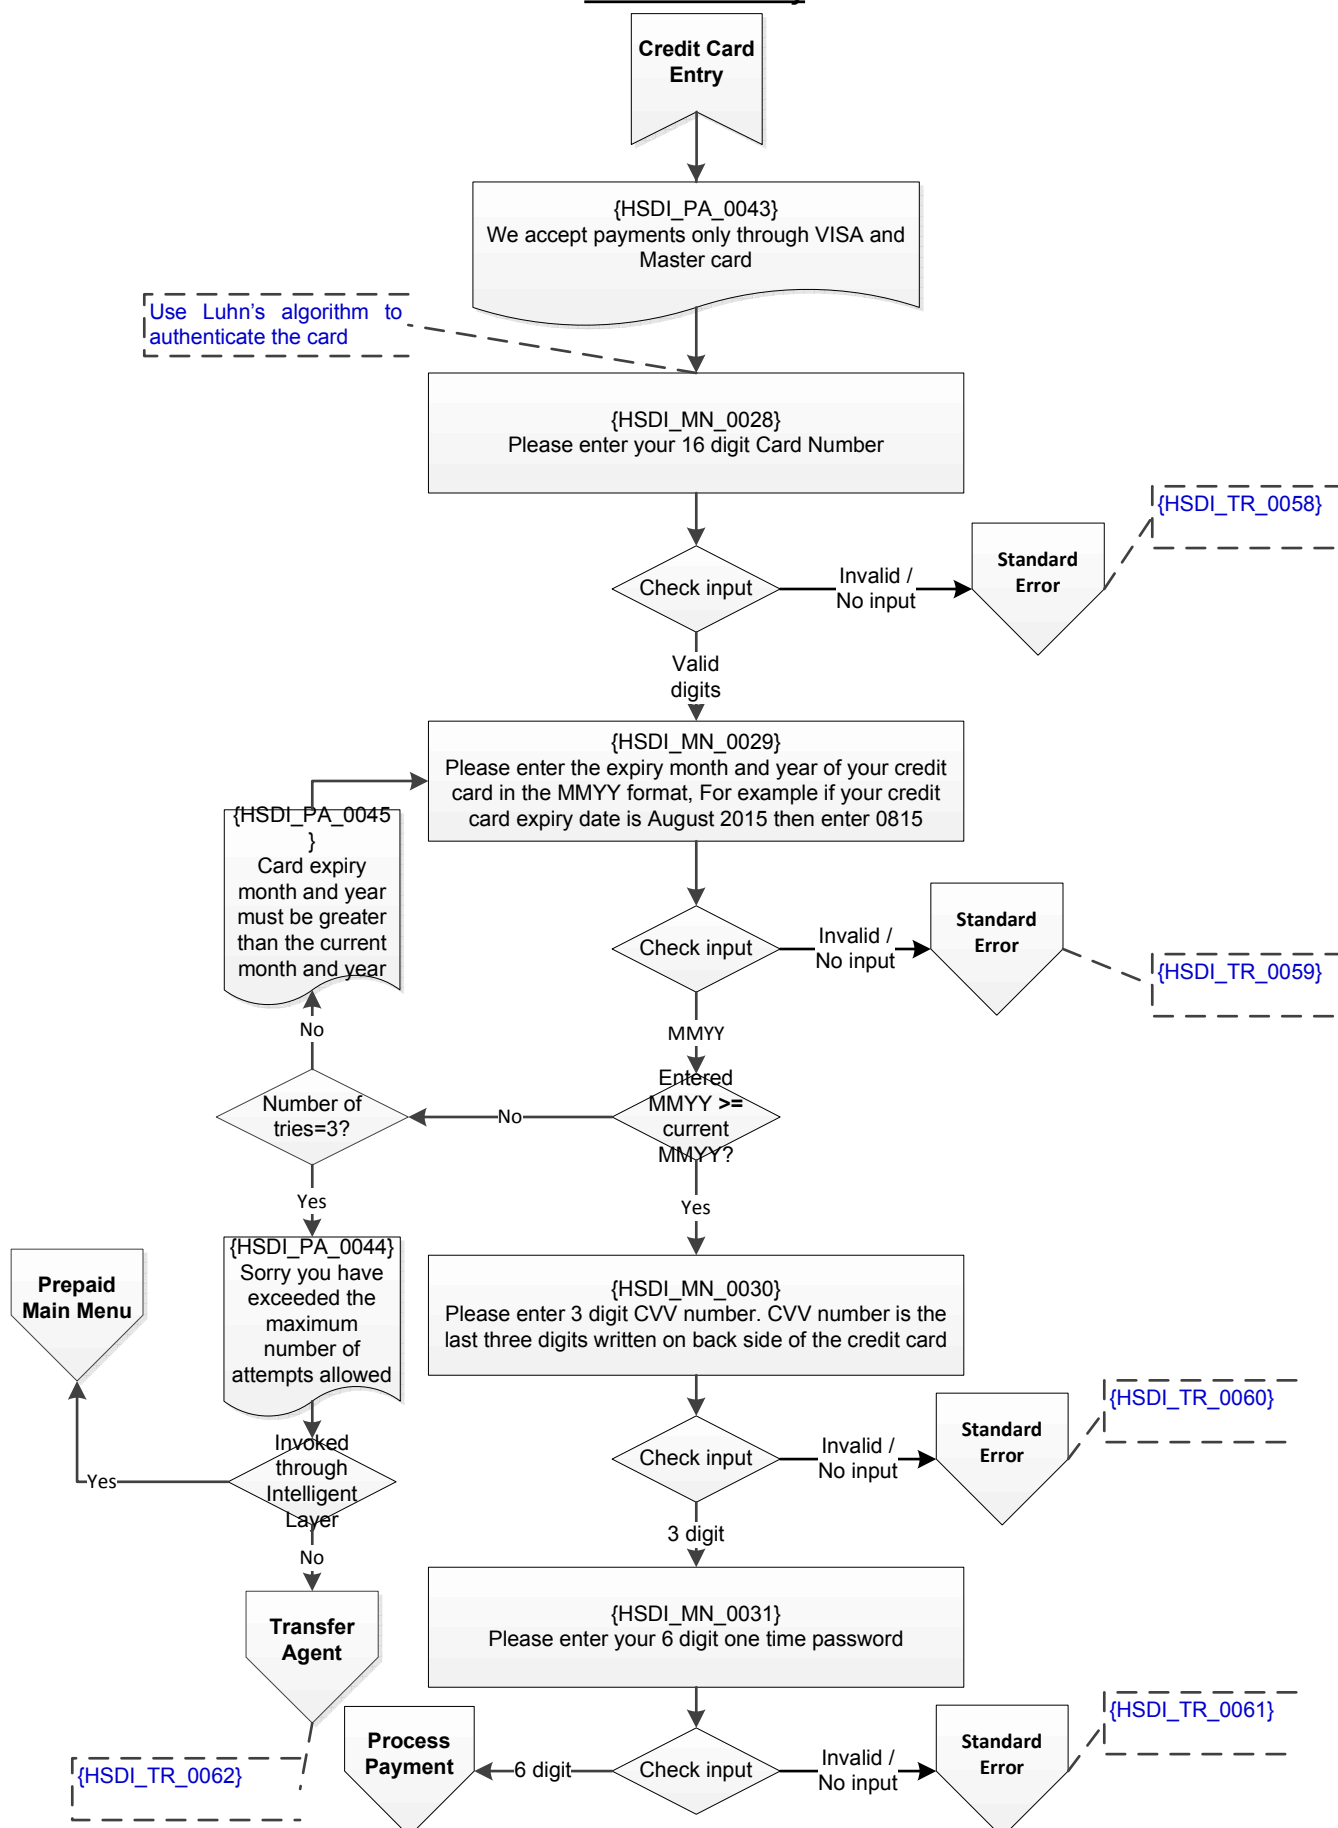 Credit Card
Entry
{HSDI_PA_0043}
We accept payments only through VISA and
Master card
Use Luhn's algorithm to
authenticate the card
{HSDI_MN_0028}
Please enter your 16 digit Card Number
{HSDI_TR_0058}
Check input
Invalid /
No input
Standard
Error
Valid
digits
{HSDI_MN_0029}
Please enter the expiry month and year of your credit
card in the MMYY format, For example if your credit
card expiry date is August 2015 then enter 0815
{HSDI_PA_0045
}
Card expiry
month and year
must be greater
than the current
month and year
Check input
Invalid /
No input
Standard
Error
{HSDI_TR_0059}
No
MMYY
Number of
tries=3?
No
Entered
MMYY >=
current
MMYY?
Yes
Yes
{HSDI_PA_0044}
Sorry you have
exceeded the
maximum
number of
attempts allowed
Prepaid
Main Menu
{HSDI_MN_0030}
Please enter 3 digit CVV number. CVV number is the
last three digits written on back side of the credit card
{HSDI_TR_0060}
Invoked
through
Intelligent
Layer
Yes
Check input
Invalid /
No input
Standard
Error
No
3 digit
Transfer
Agent
{HSDI_MN_0031}
Please enter your 6 digit one time password
{HSDI_TR_0061}
{HSDI_TR_0062}
Process
Payment
6 digit
Check input
Invalid /
No input
Standard
Error